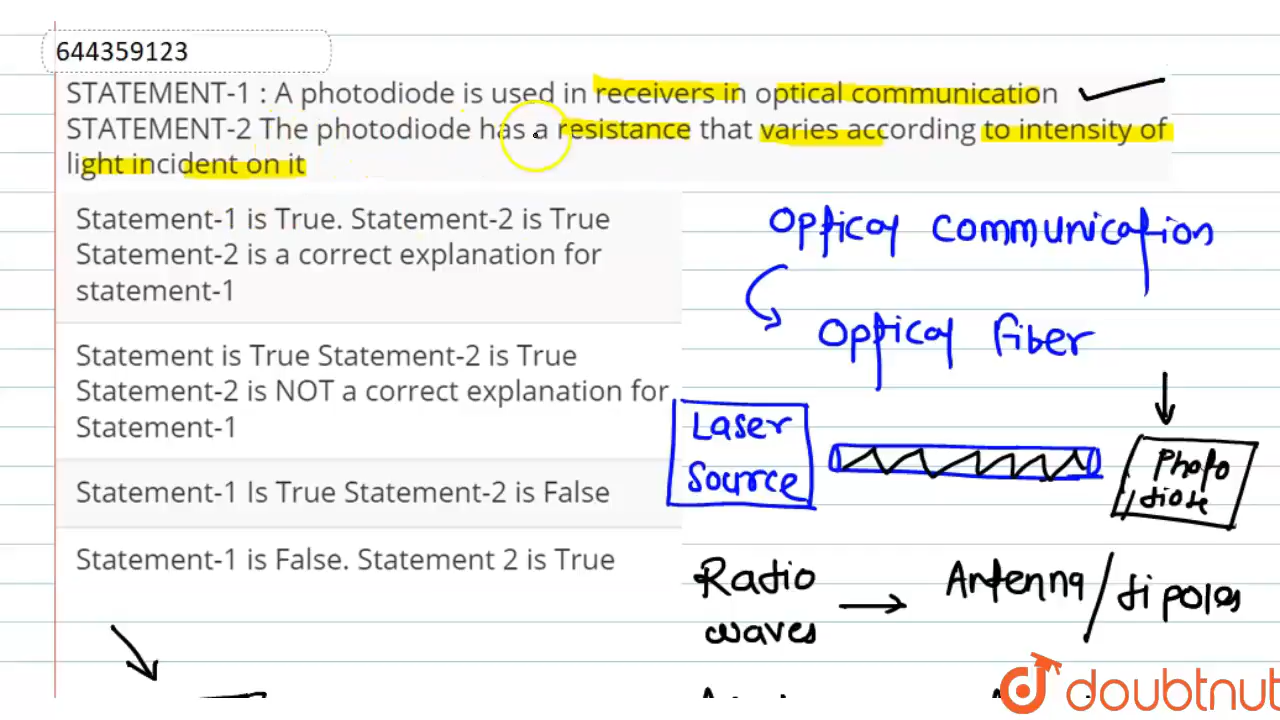 644359123
STATEMENT-1 : A photodiode is used in receivers in optical communication
STATEMENT-2 The photodiode has a resistance that varies according to intensity of
light incident on it
Statement-1 is True. Statement-2 is True
Statement-2 is a correct explanation for
statement-1
Statement is True Statement-2 is True
Statement-2 is NOT a correct explanation for
Statement-1
Statement-1 Is True Statement-2 is False
Statement-1 is False. Statement 2 is True
Optical Communication
Optical fiber
Laser
Source
Photo
diode
Radio
waves
Antenna/dipoles
doubtnut